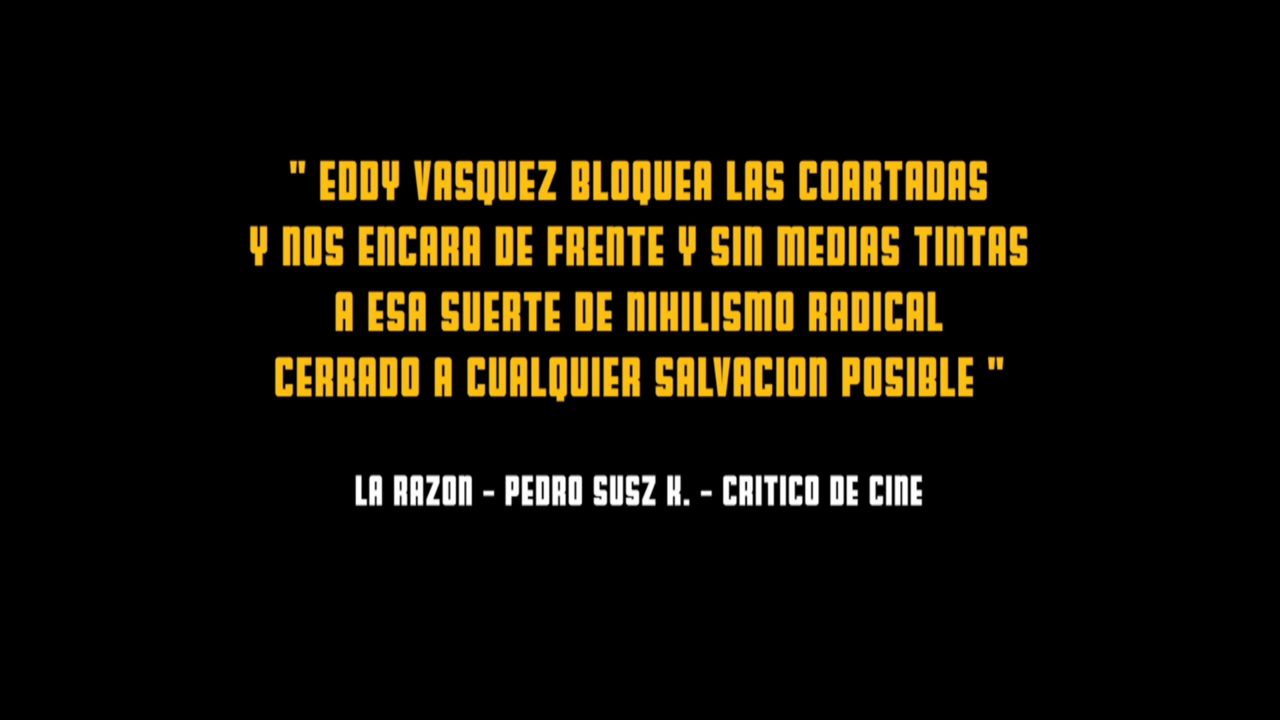 " EDDY VASQUEZ BLOQUEA LAS COARTADAS
Y NOS ENCARA DE FRENTE Y SIN MEDIAS TINTAS
A ESA SUERTE DE NIHILISMO RADICAL
CERRADO A CUALQUIER SALVACION POSIBLE "
LA RAZON - PEDRO SUSZ K. - CRITICO DE CINE